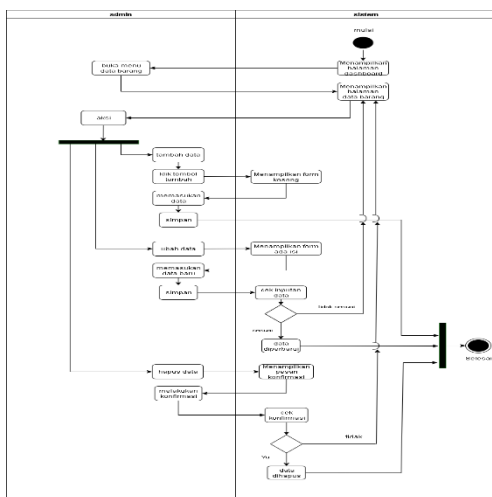 admin
sistem
mulai
Menampilkan
halaman
dashboard
buka menu
data barang
Menampilkan
halaman
data barang
aksi
tambah data
klik tombol
tambah
Menampilkan form
kosong
memasukan
data
simpan
ubah data
Menampilkan form
ada isi
memasukan
data baru
simpan
cek inputan
data
tidak sesuai
sesuai
data
diperbarui
Selesai
hapus data
Menampilkan
pesan
konfirmasi
melakukan
konfirmasi
cek
konfirmasi
tidak
Ya
data
dihapus